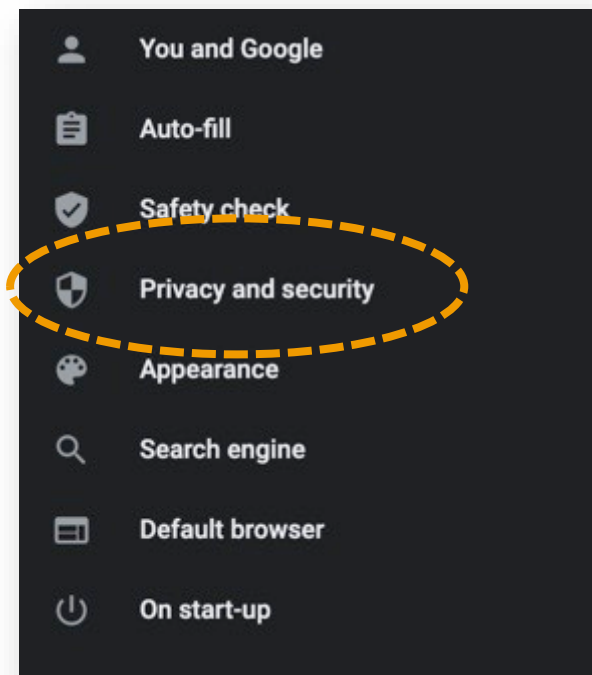 You and Google
Auto-fill
Safety check
Privacy and security
Appearance
Search engine
Default browser
On start-up